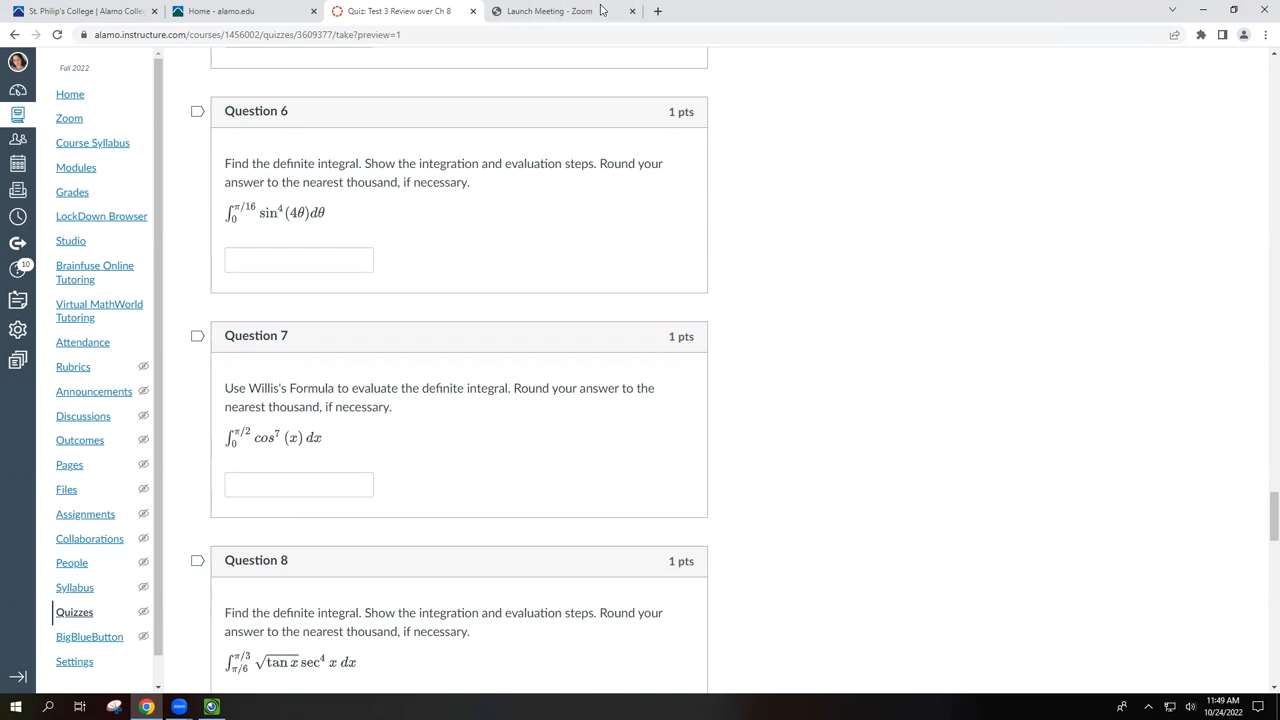 St. Philip's College | Alamo Colle
Home - alamo.edu
Quiz: Test 3 Review over Ch 8
Launch Meeting - Zoom
alamo.instructure.com/courses/1456002/quizzes/3609377/take?preview=1
Fall 2022
Home
Zoom
Course Syllabus
Modules
Grades
LockDown Browser
Studio
Brainfuse Online
Tutoring
10
Virtual MathWorld
Tutoring
Attendance
Rubrics
Announcements
Discussions
Outcomes
Pages
Files
Assignments
Collaborations
People
Syllabus
Quizzes
BigBlueButton
Settings
Question 6 1 pts
Find the definite integral. Show the integration and evaluation steps. Round your
answer to the nearest thousand, if necessary.
∫₀^{π/16} sin⁴(4θ)dθ
Question 7 1 pts
Use Willis's Formula to evaluate the definite integral. Round your answer to the
nearest thousand, if necessary.
∫₀^{π/2} cos⁷ (x) dx
Question 8 1 pts
Find the definite integral. Show the integration and evaluation steps. Round your
answer to the nearest thousand, if necessary.
∫_{π/6}^{π/3} √tan x sec⁴ x dx
zoom
11:49 AM
10/24/2022